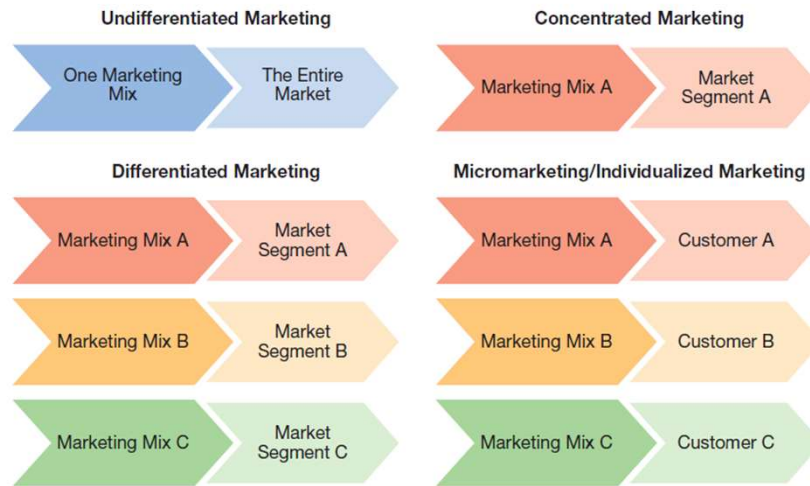 Undifferentiated Marketing
One Marketing
Mix
The Entire
Market
Concentrated Marketing
Marketing Mix A
Market
Segment A
Differentiated Marketing
Marketing Mix A
Market
Segment A
Marketing Mix B
Market
Segment B
Marketing Mix C
Market
Segment C
Micromarketing/Individualized Marketing
Marketing Mix A
Customer A
Marketing Mix B
Customer B
Marketing Mix C
Customer C